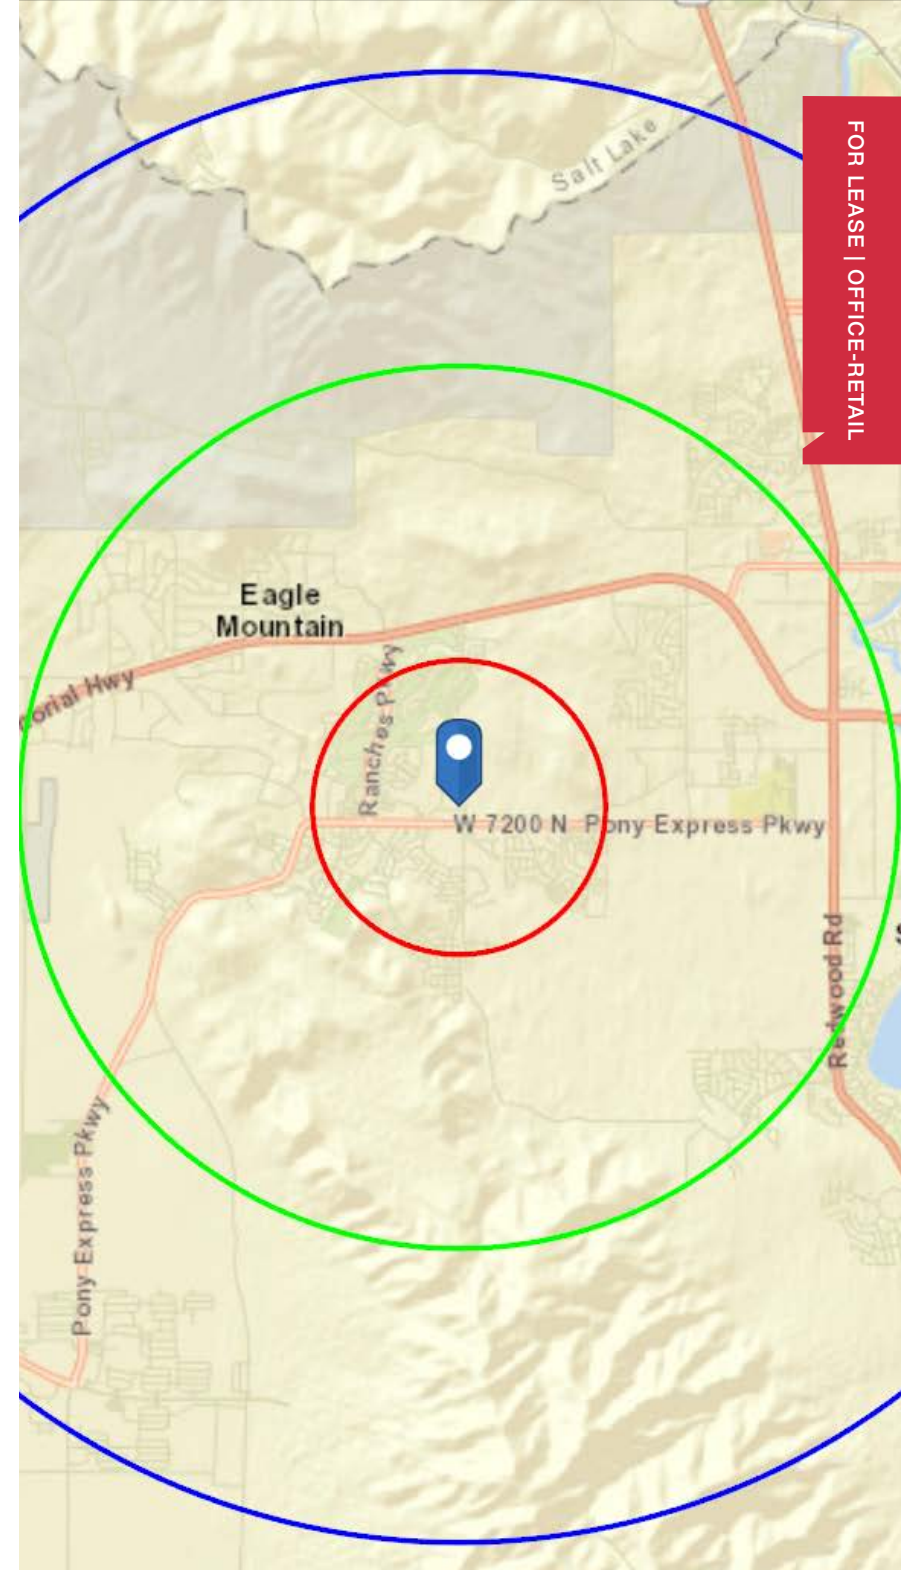 Salt Lake
FOR LEASE | OFFICE-RETAIL
Eagle
Mountain
orial Hwy
Ranches Pkwy
W 7200 N Pony Express Pkwy
Redwood Rd
S
Pony Express Pkwy